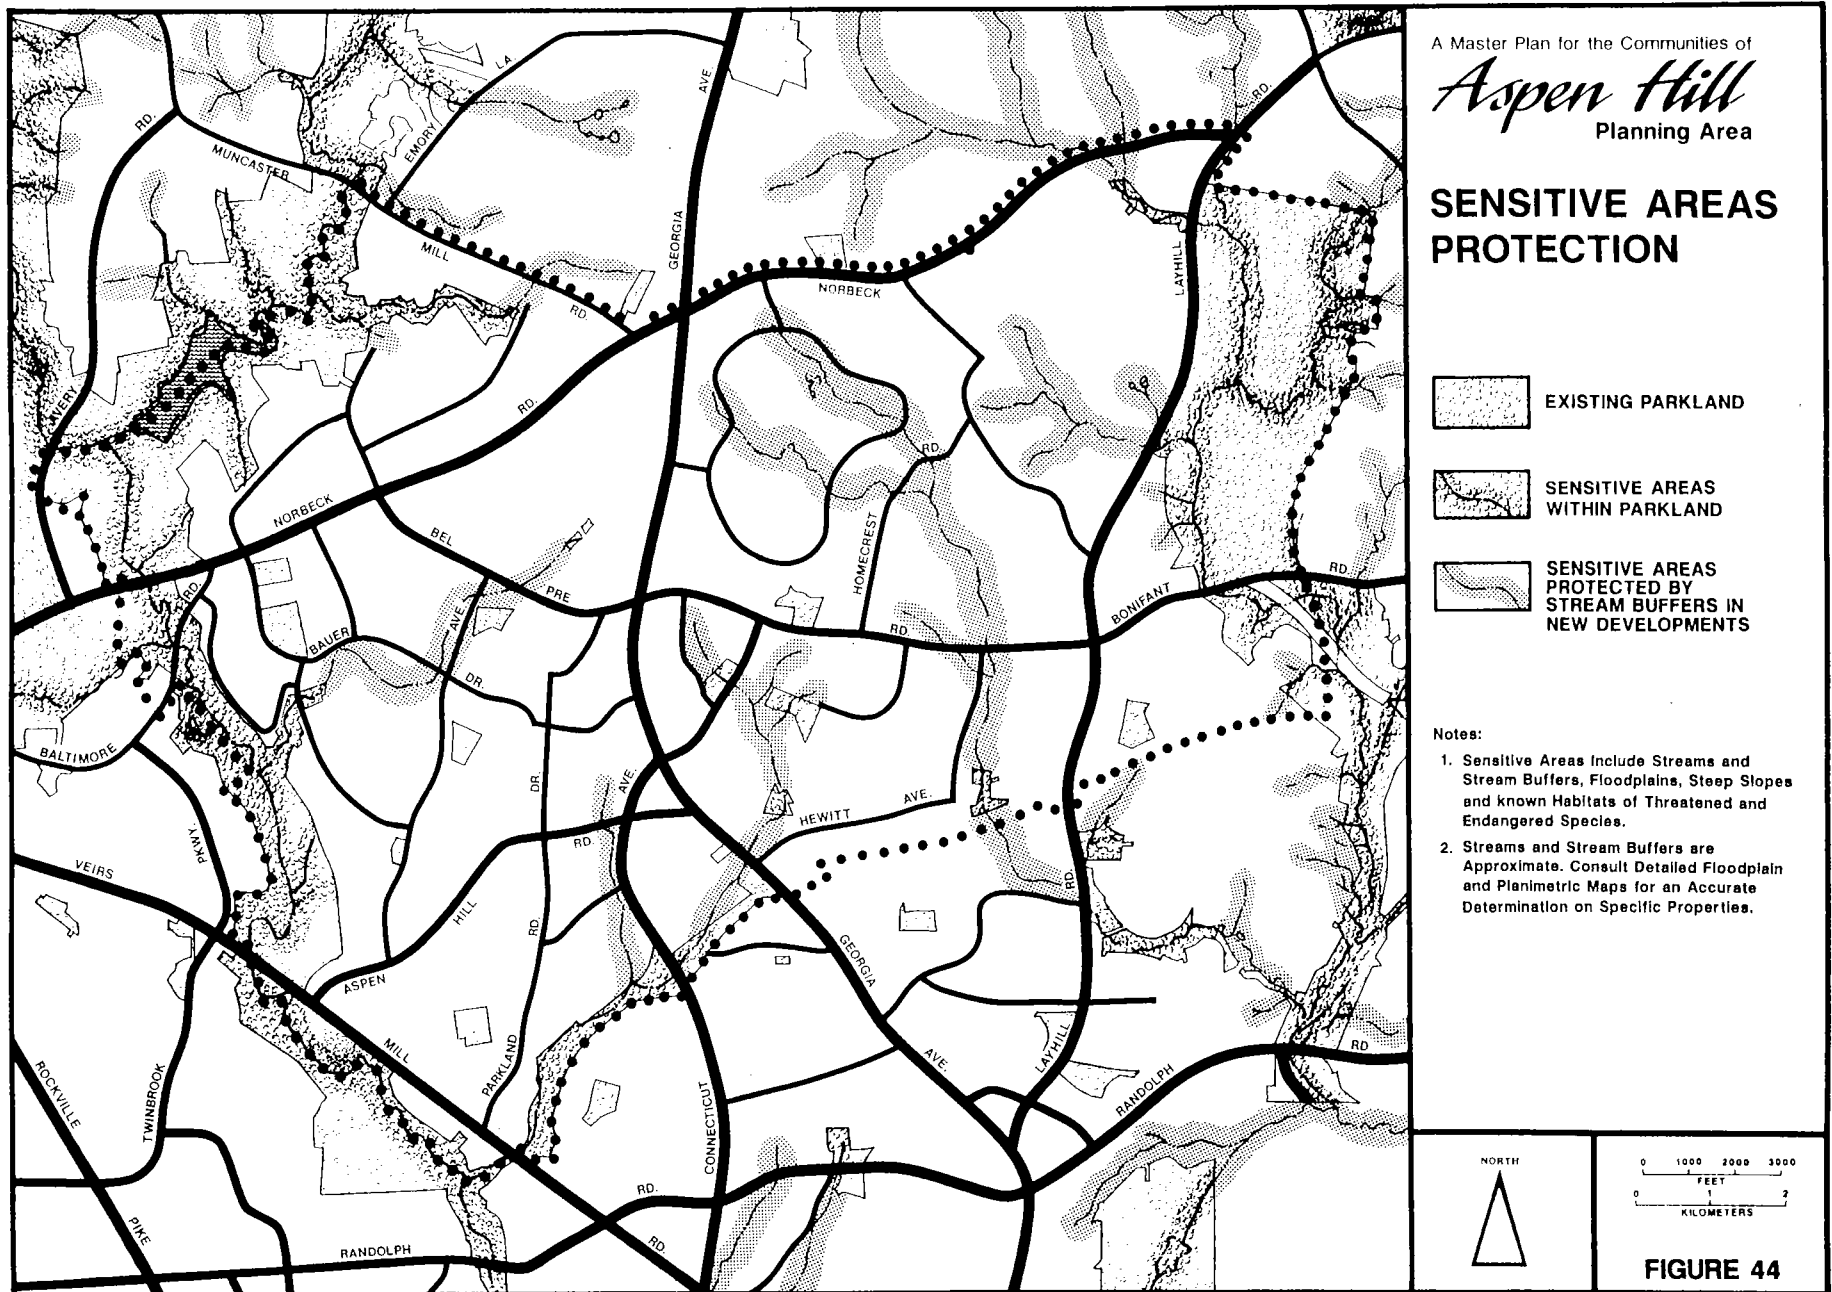 A Master Plan for the Communities of
Aspen Hill
Planning Area
SENSITIVE AREAS
PROTECTION
EXISTING PARKLAND
SENSITIVE AREAS
WITHIN PARKLAND
SENSITIVE AREAS
PROTECTED BY
STREAM BUFFERS IN
NEW DEVELOPMENTS
Notes:
1. Sensitive Areas Include Streams and
Stream Buffers, Floodplains, Steep Slopes
and known Habitats of Threatened and
Endangered Species.
2. Streams and Stream Buffers are
Approximate. Consult Detailed Floodplain
and Planimetric Maps for an Accurate
Determination on Specific Properties.
NORTH
0 1000 2000 3000
FEET
0 1 2
KILOMETERS
FIGURE 44
RD.
MUNCASTER
MILL
RD.
EMORY
LA.
AVE.
GEORGIA
RD.
LAYHILL
NORBECK
AVERY
RD.
NORBECK
RD.
BEL
PRE
RD.
HOMECREST
RD.
BONIFANT
RD.
RD.
BAUER
DR.
AVE.
BALTIMORE
PKWY.
VEIRS
MILL
RD.
ASPEN
HILL
RD.
DR.
RD.
PARKLAND
AVE.
CONNECTICUT
HEWITT
AVE.
GEORGIA
AVE.
RD.
LAYHILL
RANDOLPH
RD
ROCKVILLE
PIKE
TWINBROOK
RANDOLPH
RD.